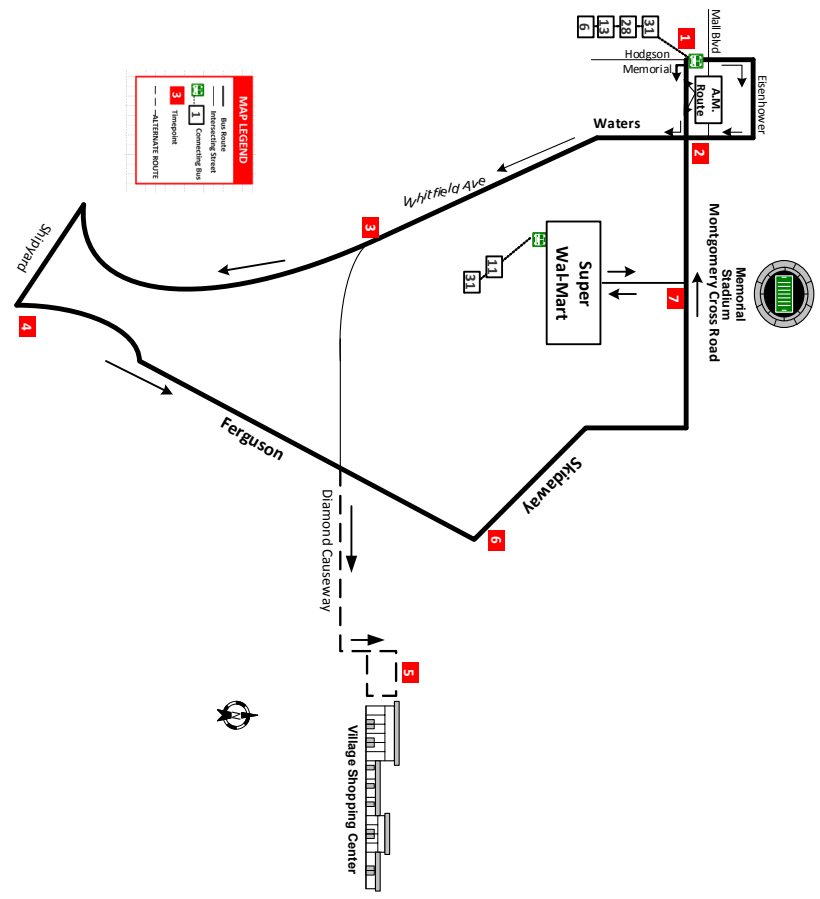 6
13
28
31
1
Mall Blvd
Hodgson
Memorial
Eisenhower
A.M.
Route
Waters
2
MAP LEGEND
Bus Route
Intersecting Street
1
Connecting Bus
3
Timepoint
ALTERNATE ROUTE
Whitfield Ave
3
Shipyard
4
Super
Wal-Mart
11
31
7
Montgomery Cross Road
Memorial
Stadium
Ferguson
Skidaway
6
Diamond Causeway
5
N
Village Shopping Center